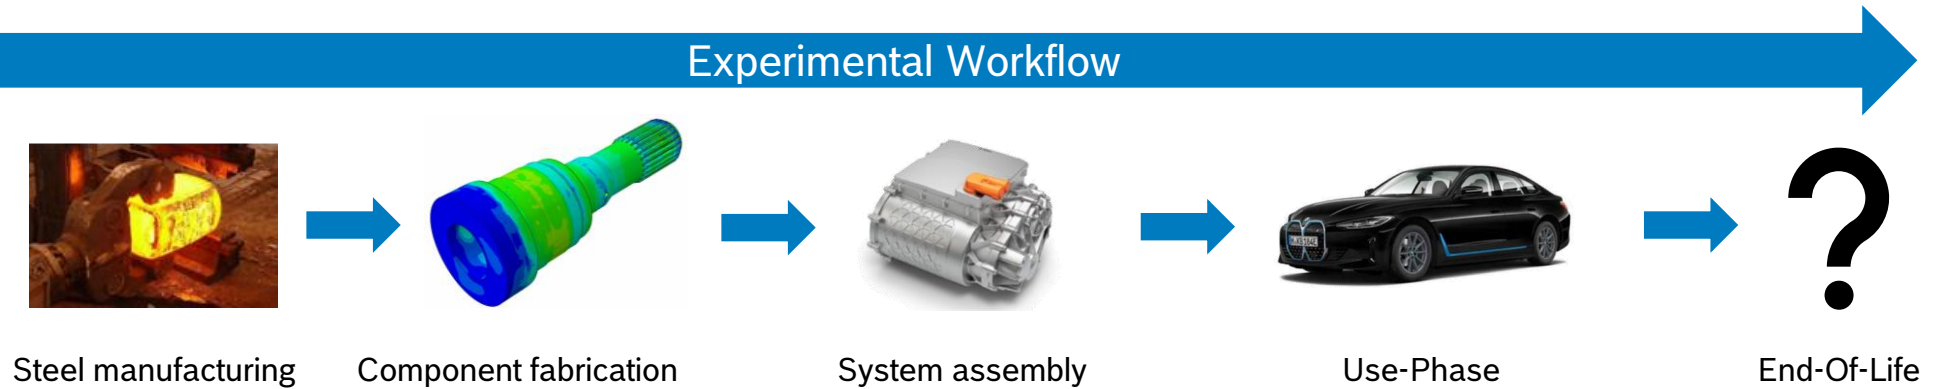 Experimental Workflow
Steel manufacturing
Component fabrication
System assembly
Use-Phase
End-Of-Life
?